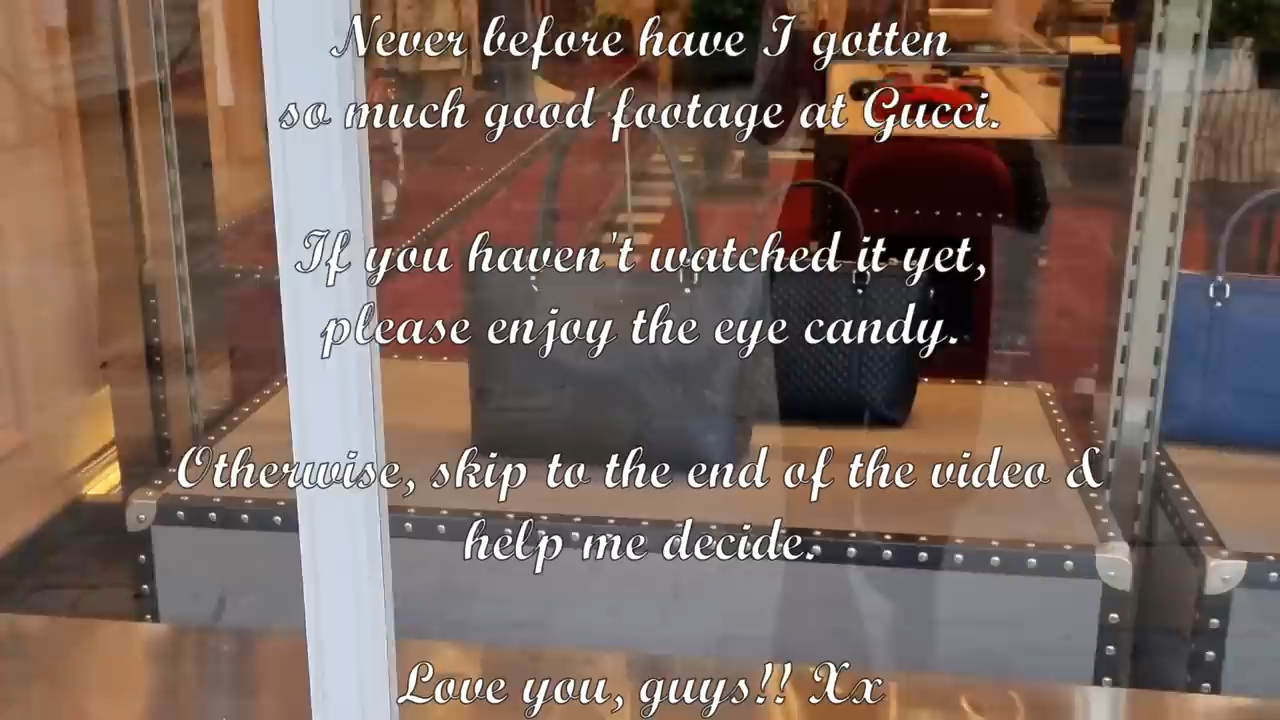 Never before have I gotten
so much good footage at Gucci.
If you haven't watched it yet,
please enjoy the eye candy.
Otherwise, skip to the end of the video &
help me decide.
Love you, guys!! Xx